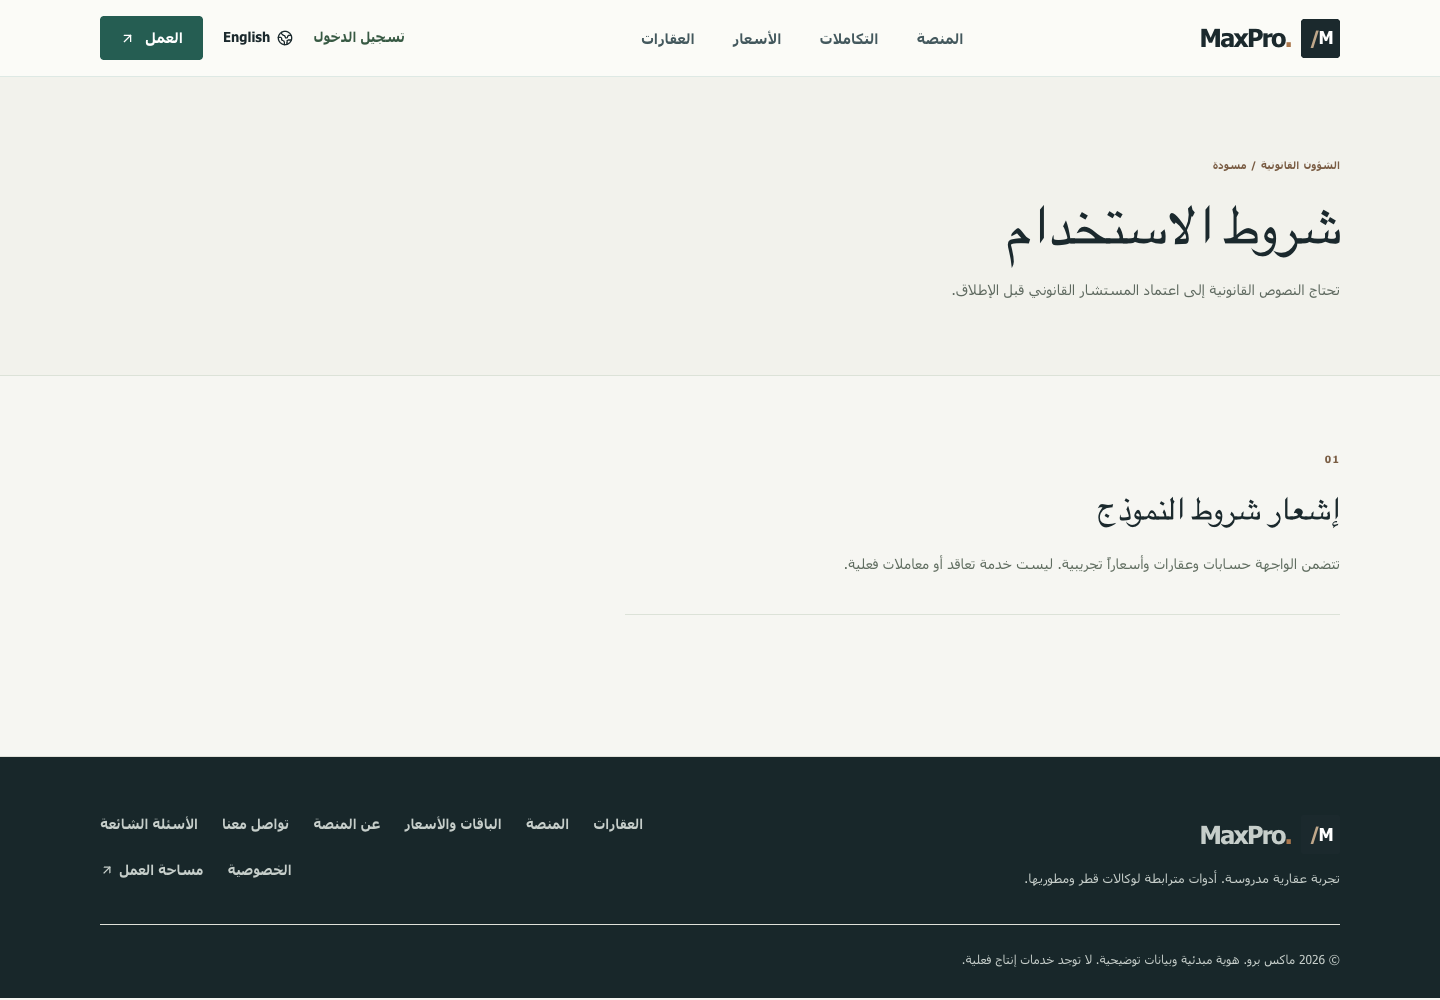 M/ MaxPro.
المنصة التكاملات الأسعار العقارات
تسجيل الدخول English العمل
الشؤون القانونية / مسودة
شروط الاستخدام
تحتاج النصوص القانونية إلى اعتماد المستشار القانوني قبل الإطلاق.
01
إشعار شروط النموذج
تتضمن الواجهة حسابات وعقارات وأسعاراً تجريبية. ليست خدمة تعاقد أو معاملات فعلية.
M/ MaxPro.
تجربة عقارية مدروسة. أدوات مترابطة لوكالات قطر ومطوريها.
العقارات المنصة الباقات والأسعار عن المنصة تواصل معنا الأسئلة الشائعة
الخصوصية مساحة العمل
© 2026 ماكس برو. هوية مبدئية وبيانات توضيحية. لا توجد خدمات إنتاج فعلية.